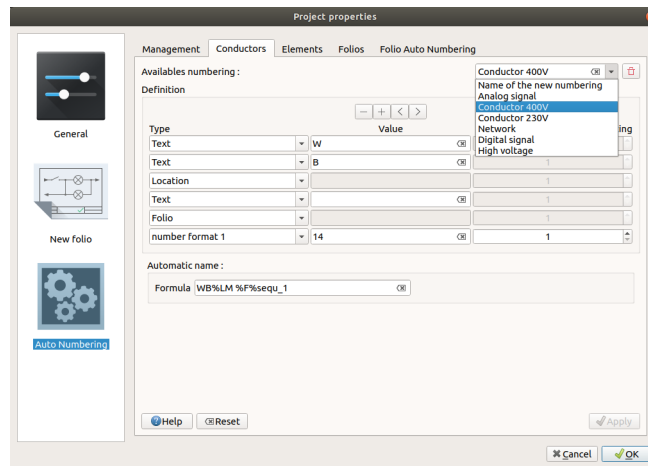 Project properties
Management Conductors Elements Folios Folio Auto Numbering
Availables numbering : Conductor 400V
Name of the new numbering
Definition
Analog signal
Conductor 400V
Conductor 230V
− + < >
Network
General
Type Value ing
Digital signal
Text W
High voltage
Text B 1
Location 1
Text 1
Folio 1
New folio
number format 1 14 1
Automatic name :
Formula WB%LM %F%sequ_1
Auto Numbering
Help Reset Apply
Cancel OK